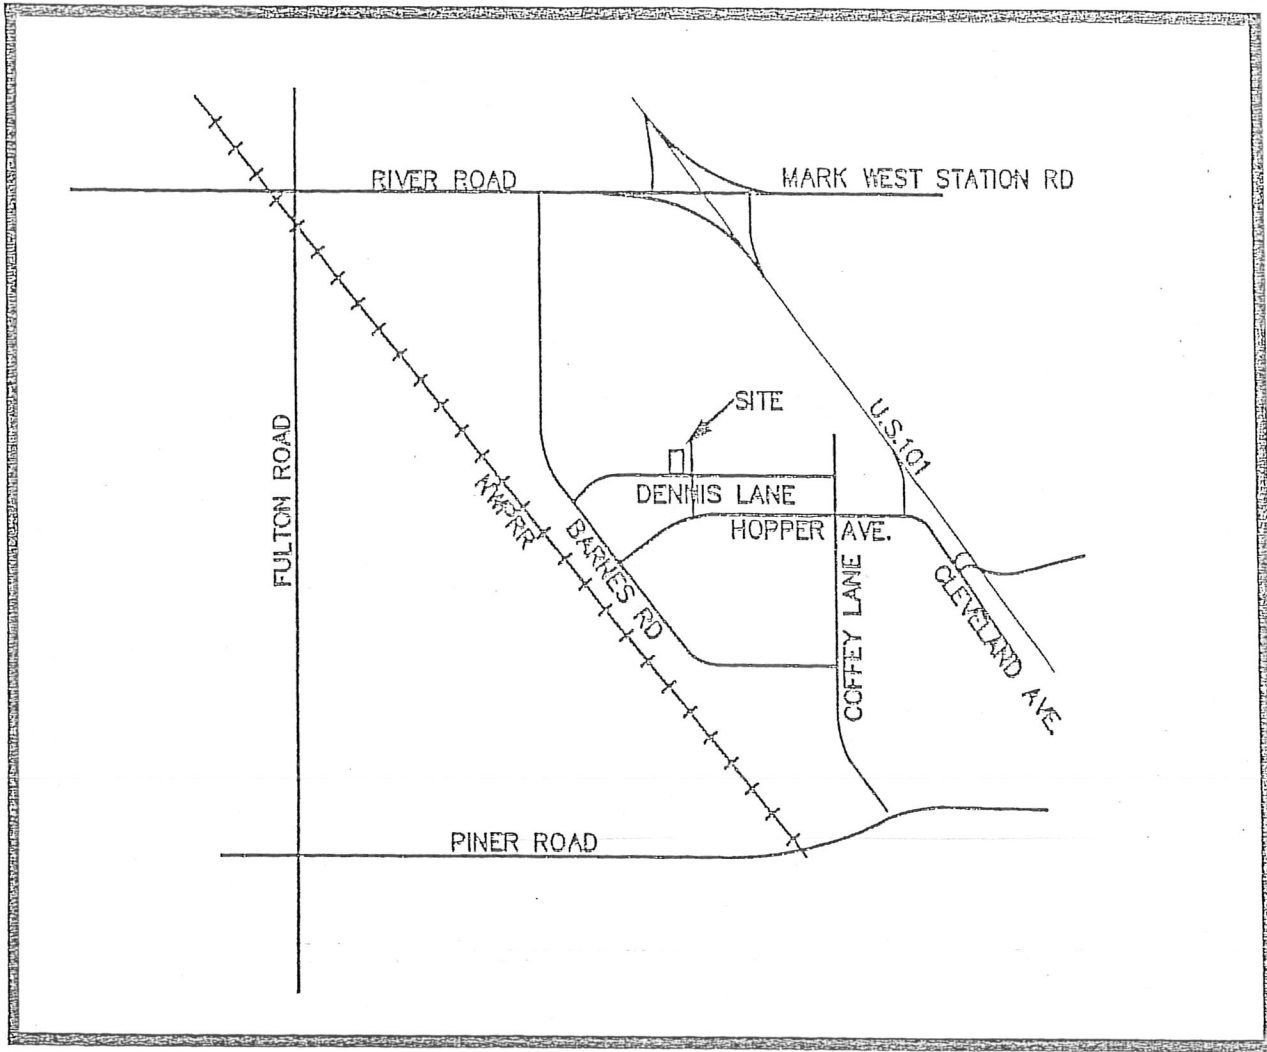 RIVER ROAD
MARK WEST STATION RD
SITE
U.S.101
FULTON ROAD
DENNIS LANE
NWPRR
HOPPER AVE.
BARNES RD
COFFEY LANE
CLEVELAND AVE.
PINER ROAD